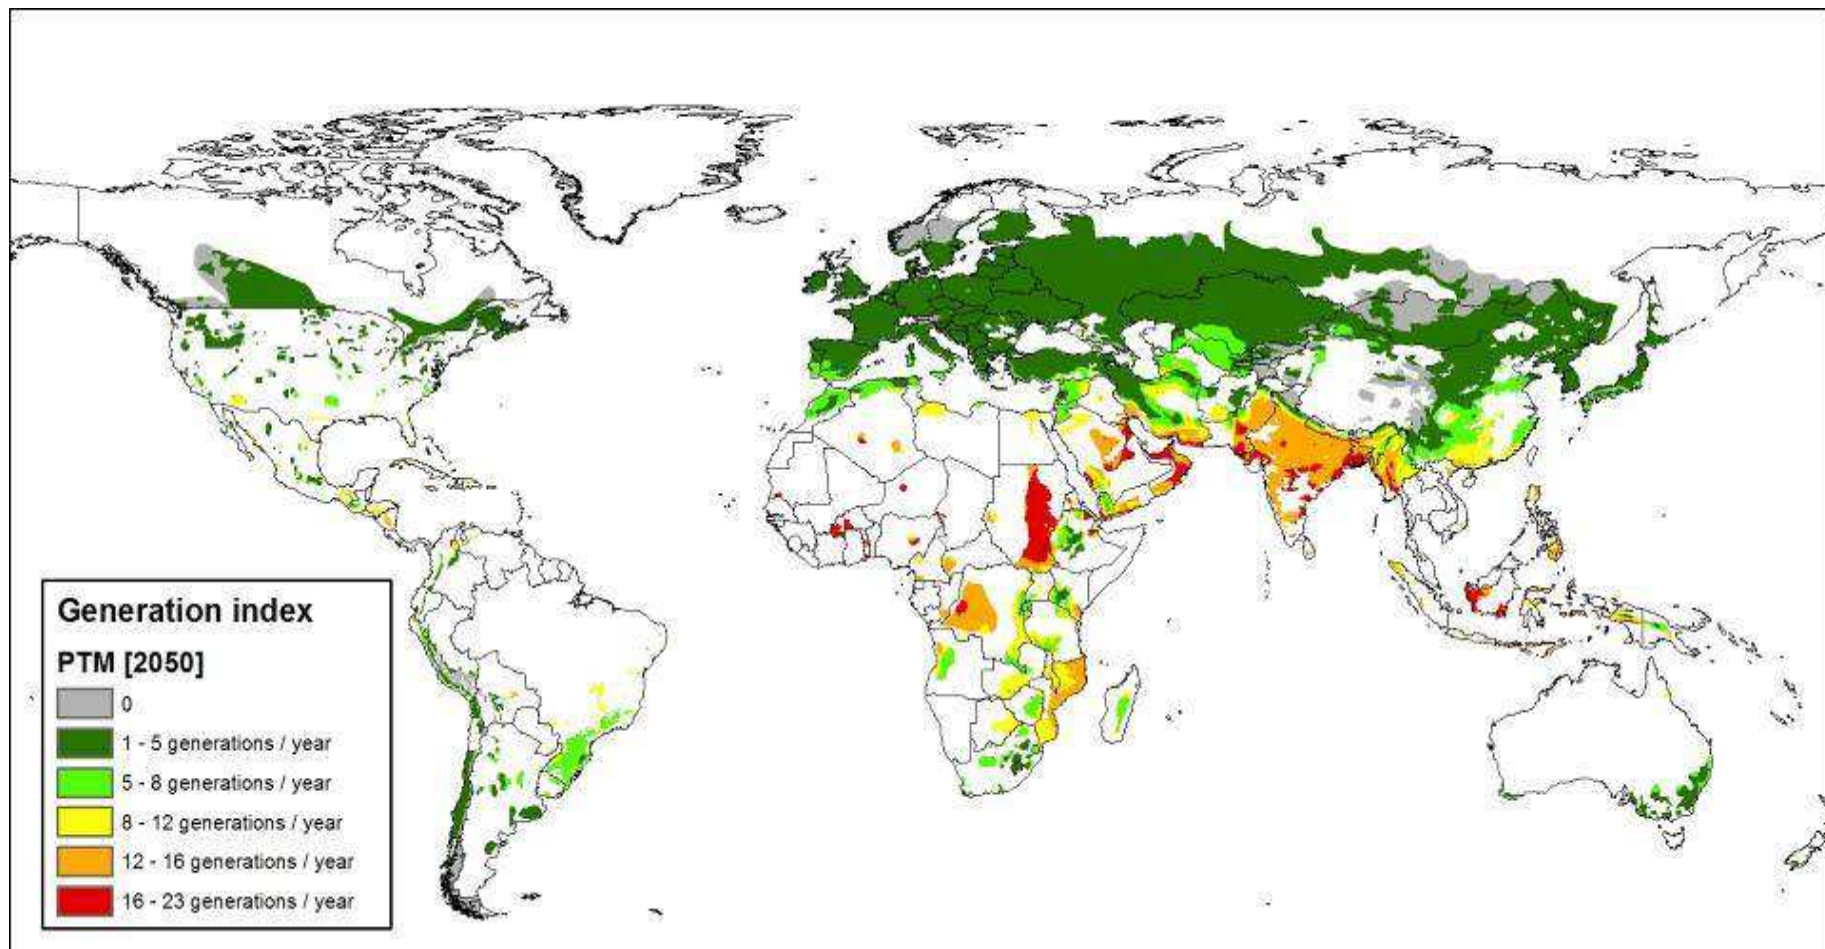 Generation index
PTM [2050]
0
1 - 5 generations / year
5 - 8 generations / year
8 - 12 generations / year
12 - 16 generations / year
16 - 23 generations / year